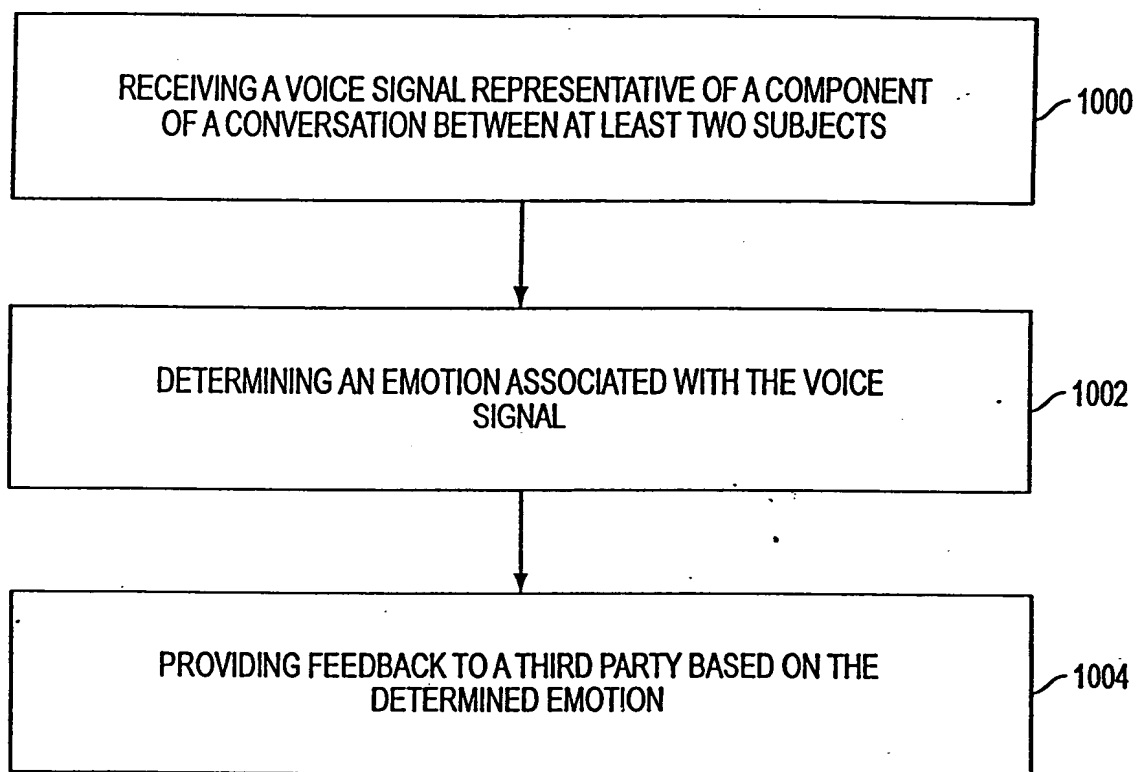 RECEIVING A VOICE SIGNAL REPRESENTATIVE OF A COMPONENT
OF A CONVERSATION BETWEEN AT LEAST TWO SUBJECTS
1000
DETERMINING AN EMOTION ASSOCIATED WITH THE VOICE
SIGNAL
1002
PROVIDING FEEDBACK TO A THIRD PARTY BASED ON THE
DETERMINED EMOTION
1004